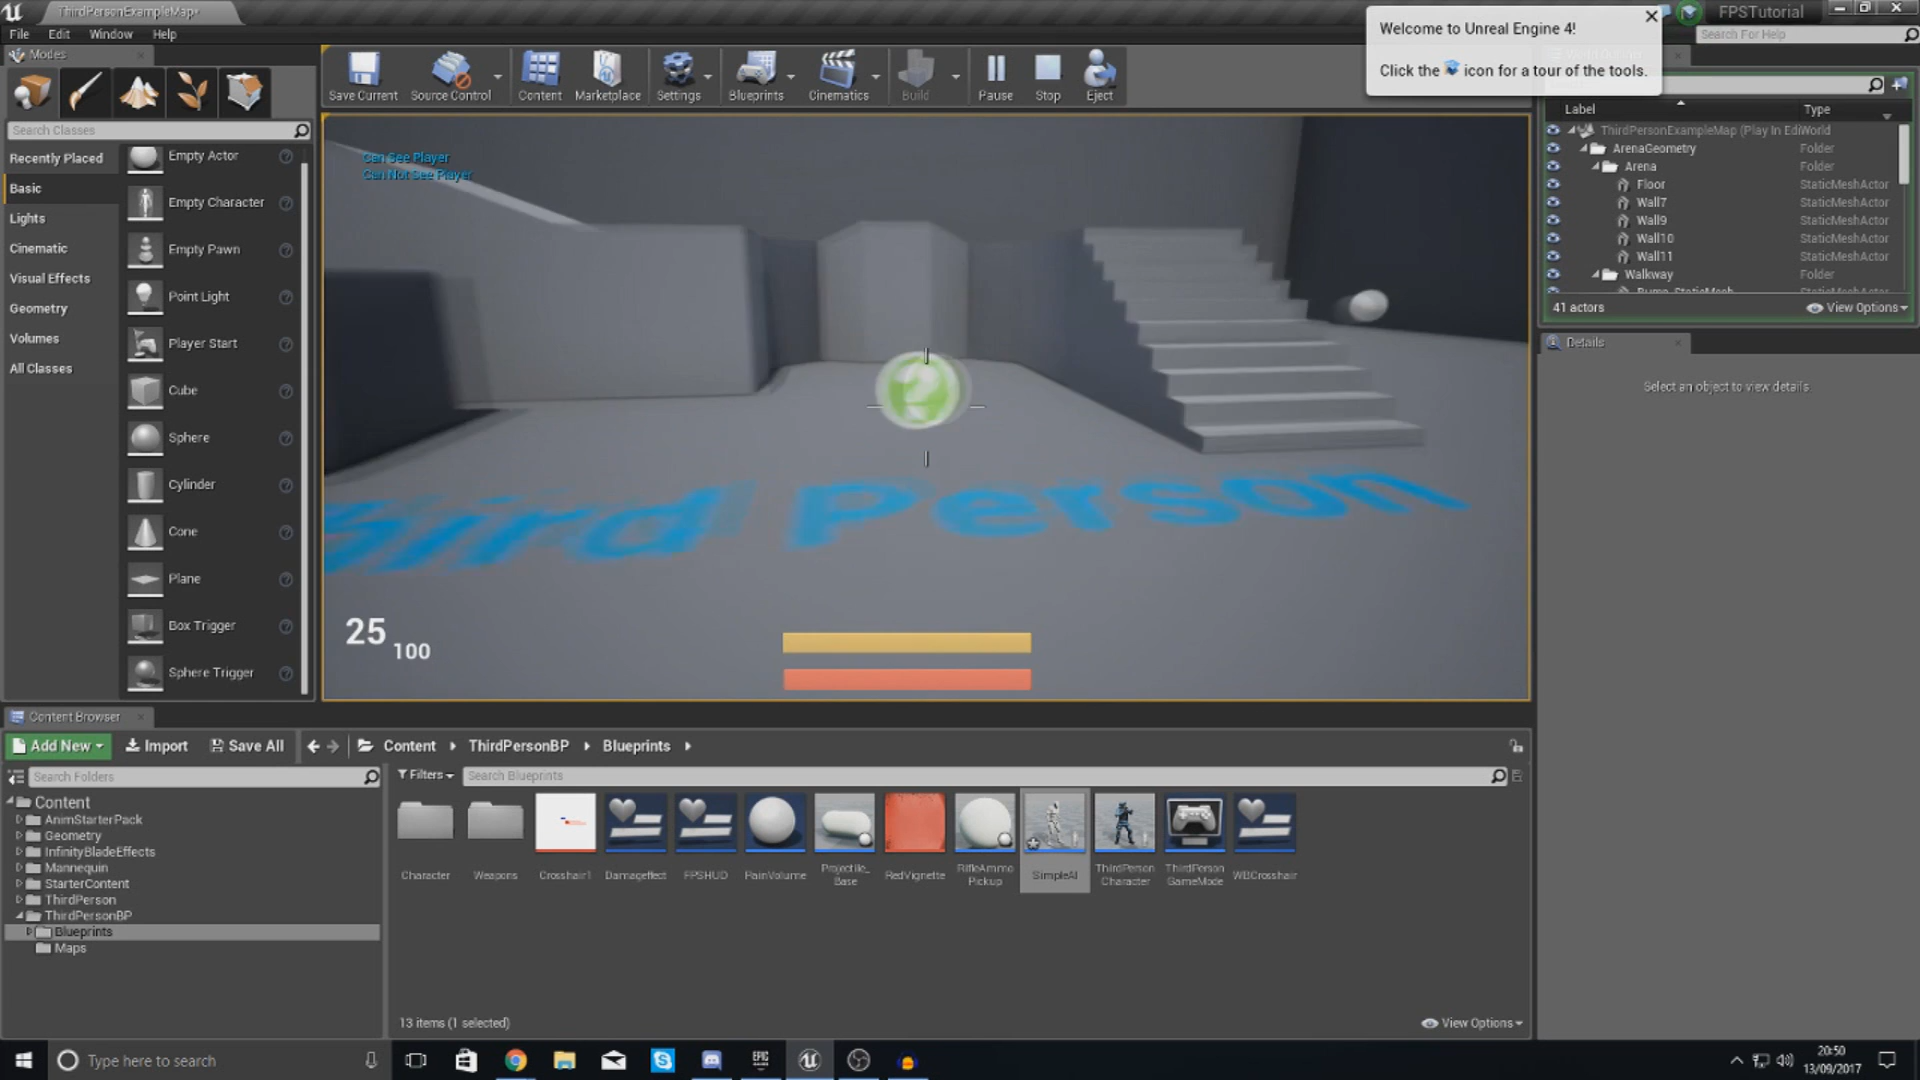 ThirdPersonExampleMap*
FPSTutorial
File Edit Window Help
Search For Help
Welcome to Unreal Engine 4!
Click the icon for a tour of the tools.
Modes
Save Current
Source Control
Content
Marketplace
Settings
Blueprints
Cinematics
Build
Pause
Stop
Eject
Search Classes
Recently Placed
Basic
Lights
Cinematic
Visual Effects
Geometry
Volumes
All Classes
Empty Actor
Empty Character
Empty Pawn
Point Light
Player Start
Cube
Sphere
Cylinder
Cone
Plane
Box Trigger
Sphere Trigger
Can See Player
Can Not See Player
Person
25
100
Label Type
ThirdPersonExampleMap (Play In Edi World
ArenaGeometry Folder
Arena Folder
Floor StaticMeshActor
Wall7 StaticMeshActor
Wall9 StaticMeshActor
Wall10 StaticMeshActor
Wall11 StaticMeshActor
Walkway Folder
41 actors
View Options
Details
Select an object to view details
Content Browser
Add New Import Save All Content ThirdPersonBP Blueprints
Search Folders
Filters
Search Blueprints
Content
AnimStarterPack
Geometry
InfinityBladeEffects
Mannequin
StarterContent
ThirdPerson
ThirdPersonBP
Blueprints
Maps
Character
Weapons
Crosshair1
Damageffect
FPSHUD
PainVolume
Projectile_
Base
RedVignette
RifleAmmo
Pickup
SimpleAI
ThirdPerson
Character
ThirdPerson
GameMode
WBCrosshair
13 items (1 selected)
View Options
Type here to search
EPIC
20:50
13/09/2017